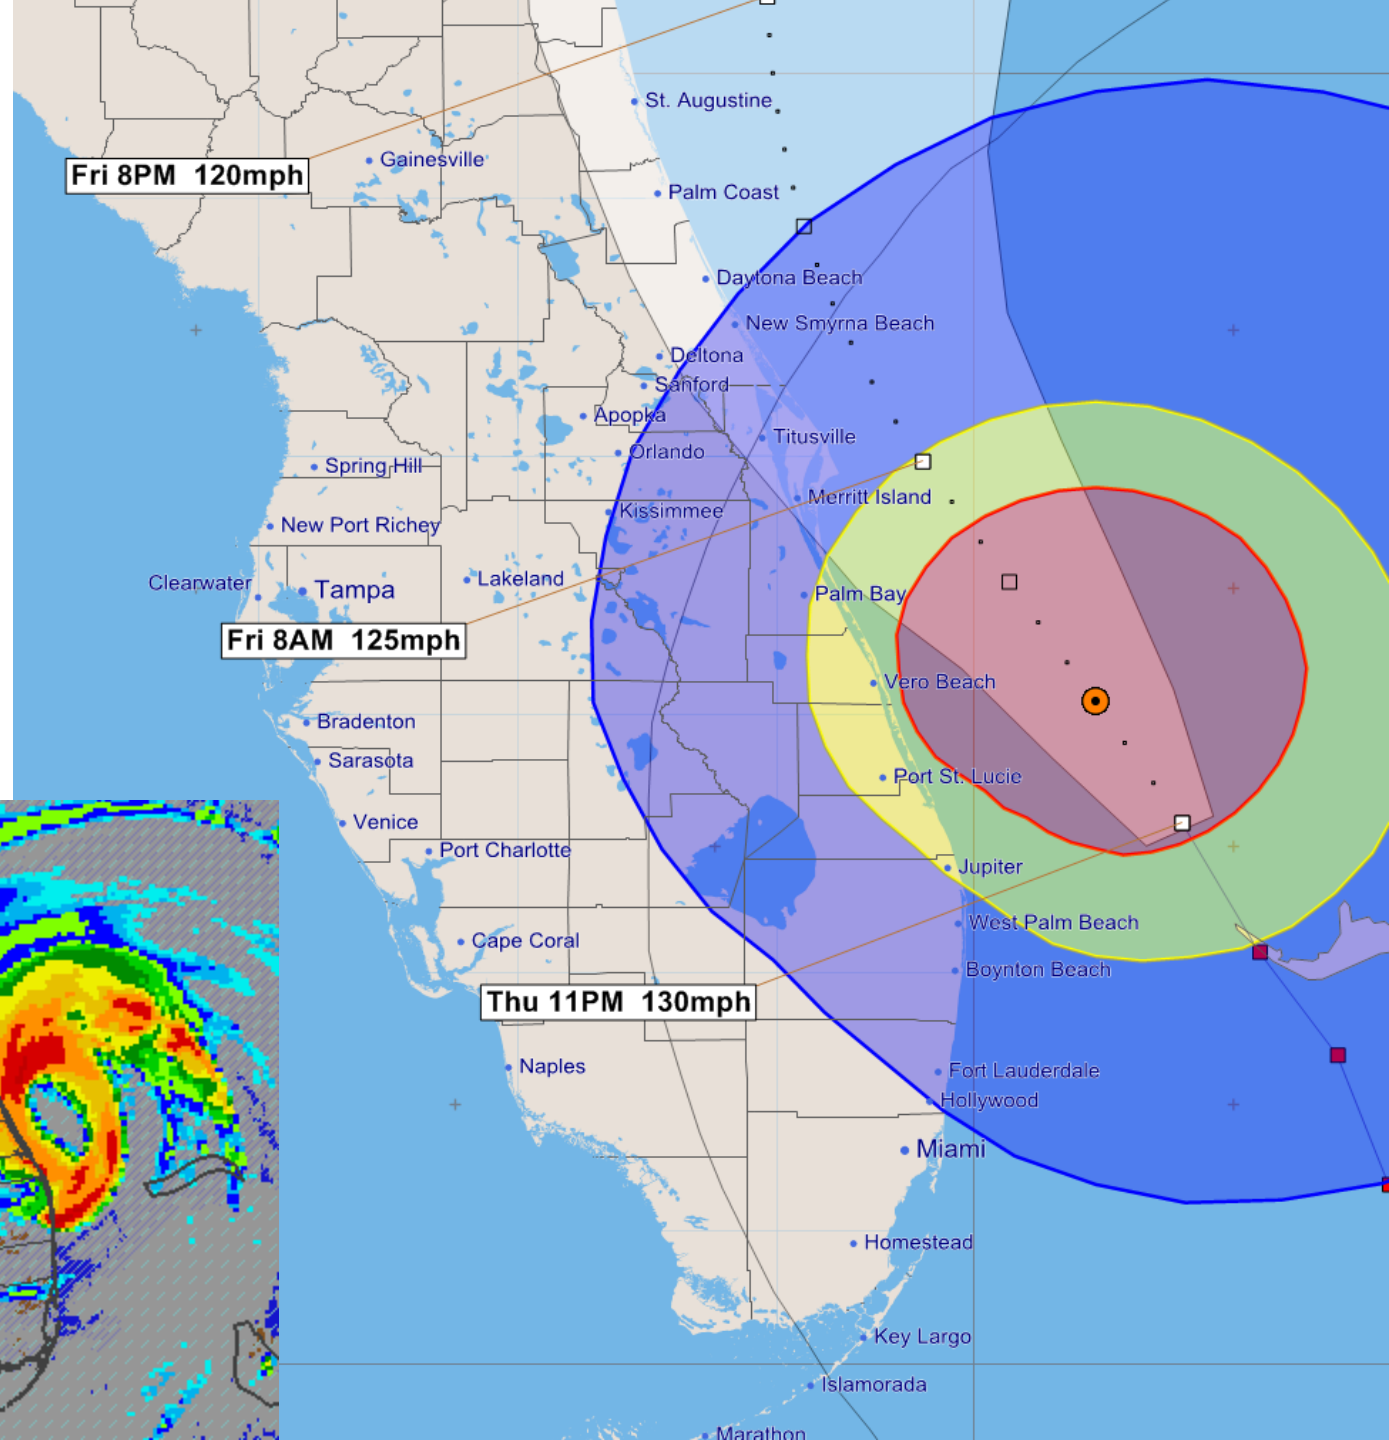 St. Augustine
Gainesville
Fri 8PM 120mph
Palm Coast
Daytona Beach
New Smyrna Beach
Deltona
Sanford
Apopka
Titusville
Orlando
Spring Hill
Merritt Island
Kissimmee
New Port Richey
Lakeland
Clearwater
Tampa
Palm Bay
Fri 8AM 125mph
Vero Beach
Bradenton
Sarasota
Port St. Lucie
Venice
Port Charlotte
Jupiter
West Palm Beach
Cape Coral
Boynton Beach
Thu 11PM 130mph
Naples
Fort Lauderdale
Hollywood
Miami
Homestead
Key Largo
Islamorada
Marathon